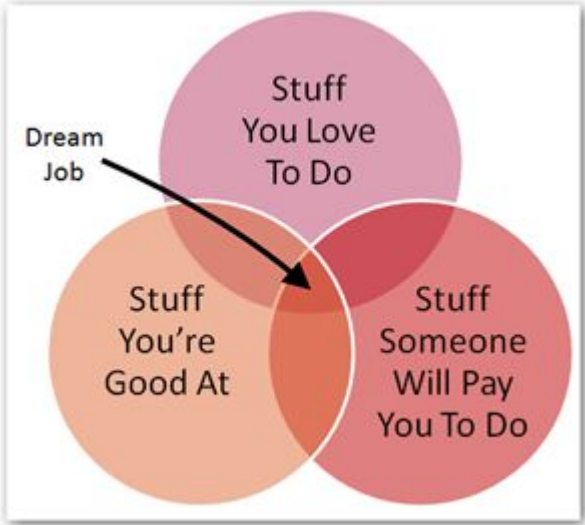 Stuff
You Love
To Do
Dream
Job
Stuff
You're
Good At
Stuff
Someone
Will Pay
You To Do